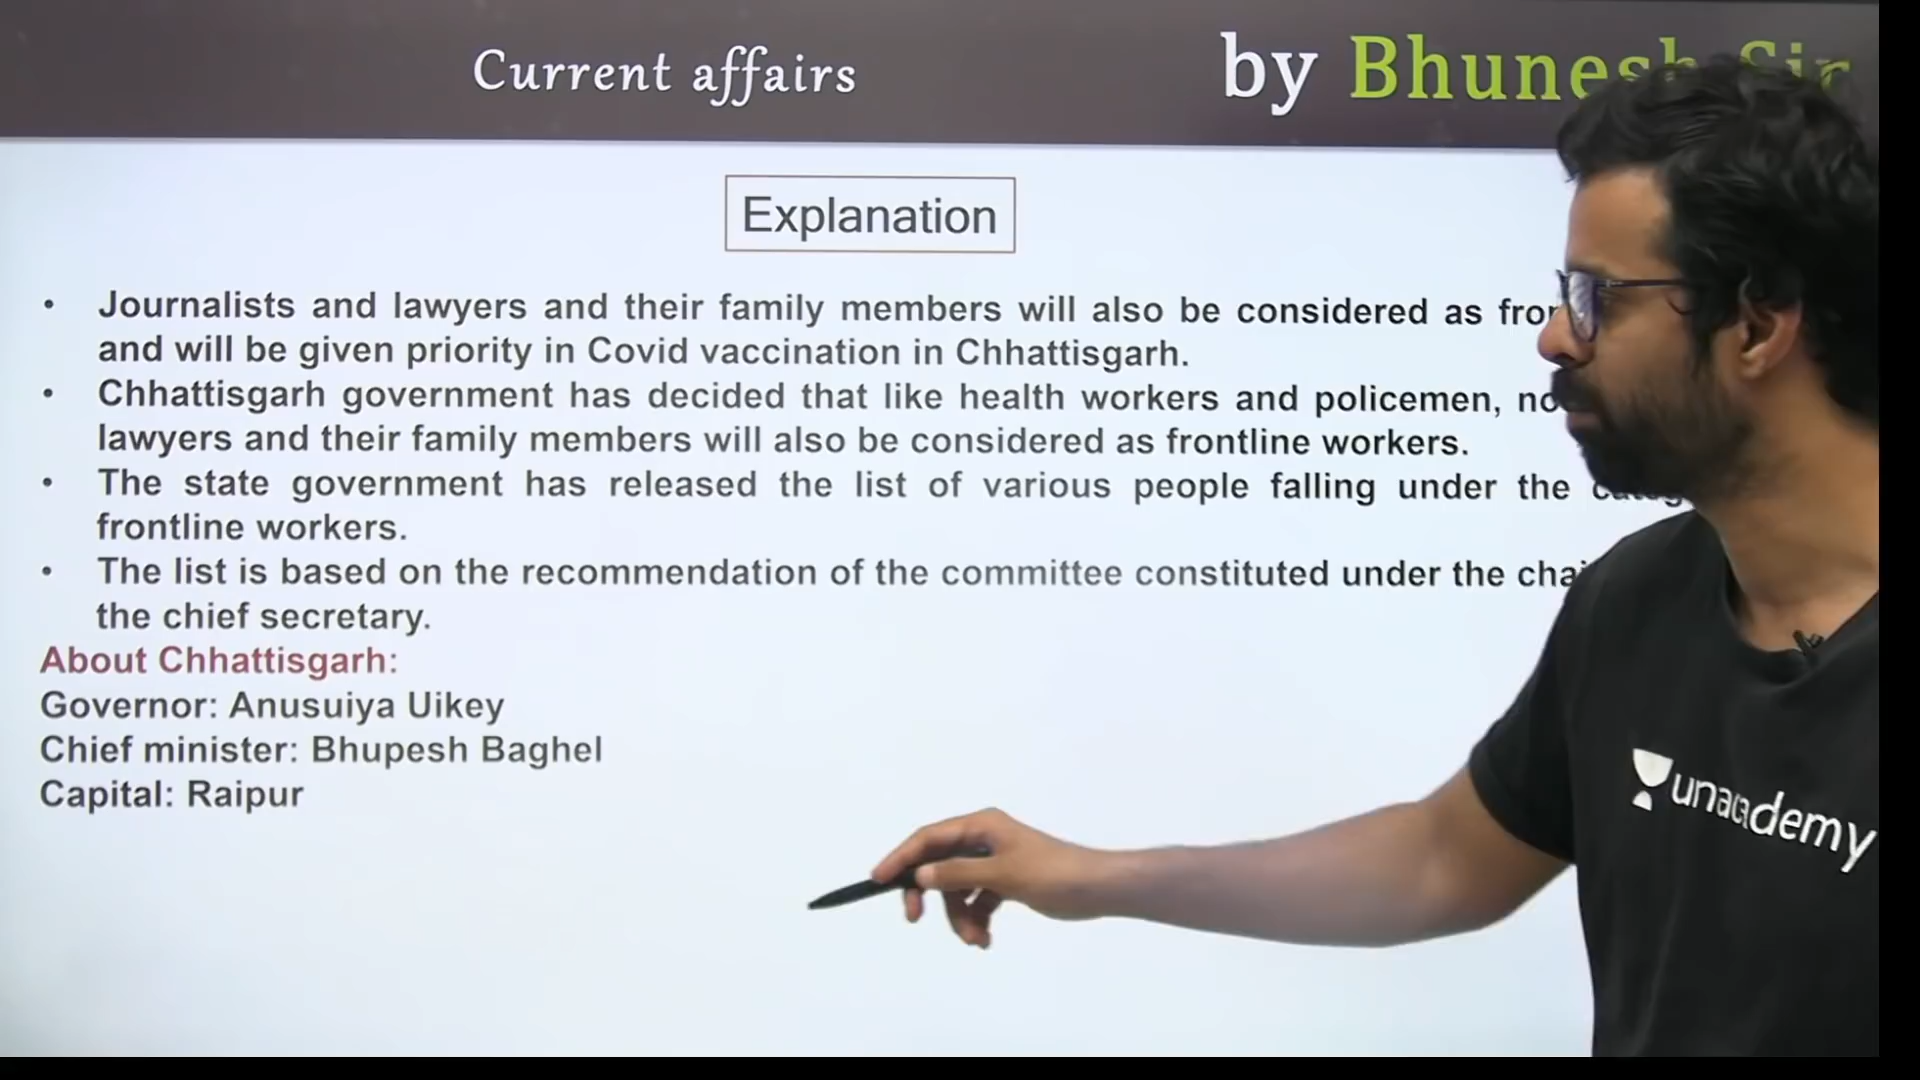 Current affairs
by Bhunesh Sir
Explanation
• Journalists and lawyers and their family members will also be considered as
and will be given priority in Covid vaccination in Chhattisgarh.
• Chhattisgarh government has decided that like health workers and policemen,
lawyers and their family members will also be considered as frontline workers.
• The state government has released the list of various people falling under the
frontline workers.
• The list is based on the recommendation of the committee constituted under the
the chief secretary.
About Chhattisgarh:
Governor: Anusuiya Uikey
Chief minister: Bhupesh Baghel
Capital: Raipur
unacademy